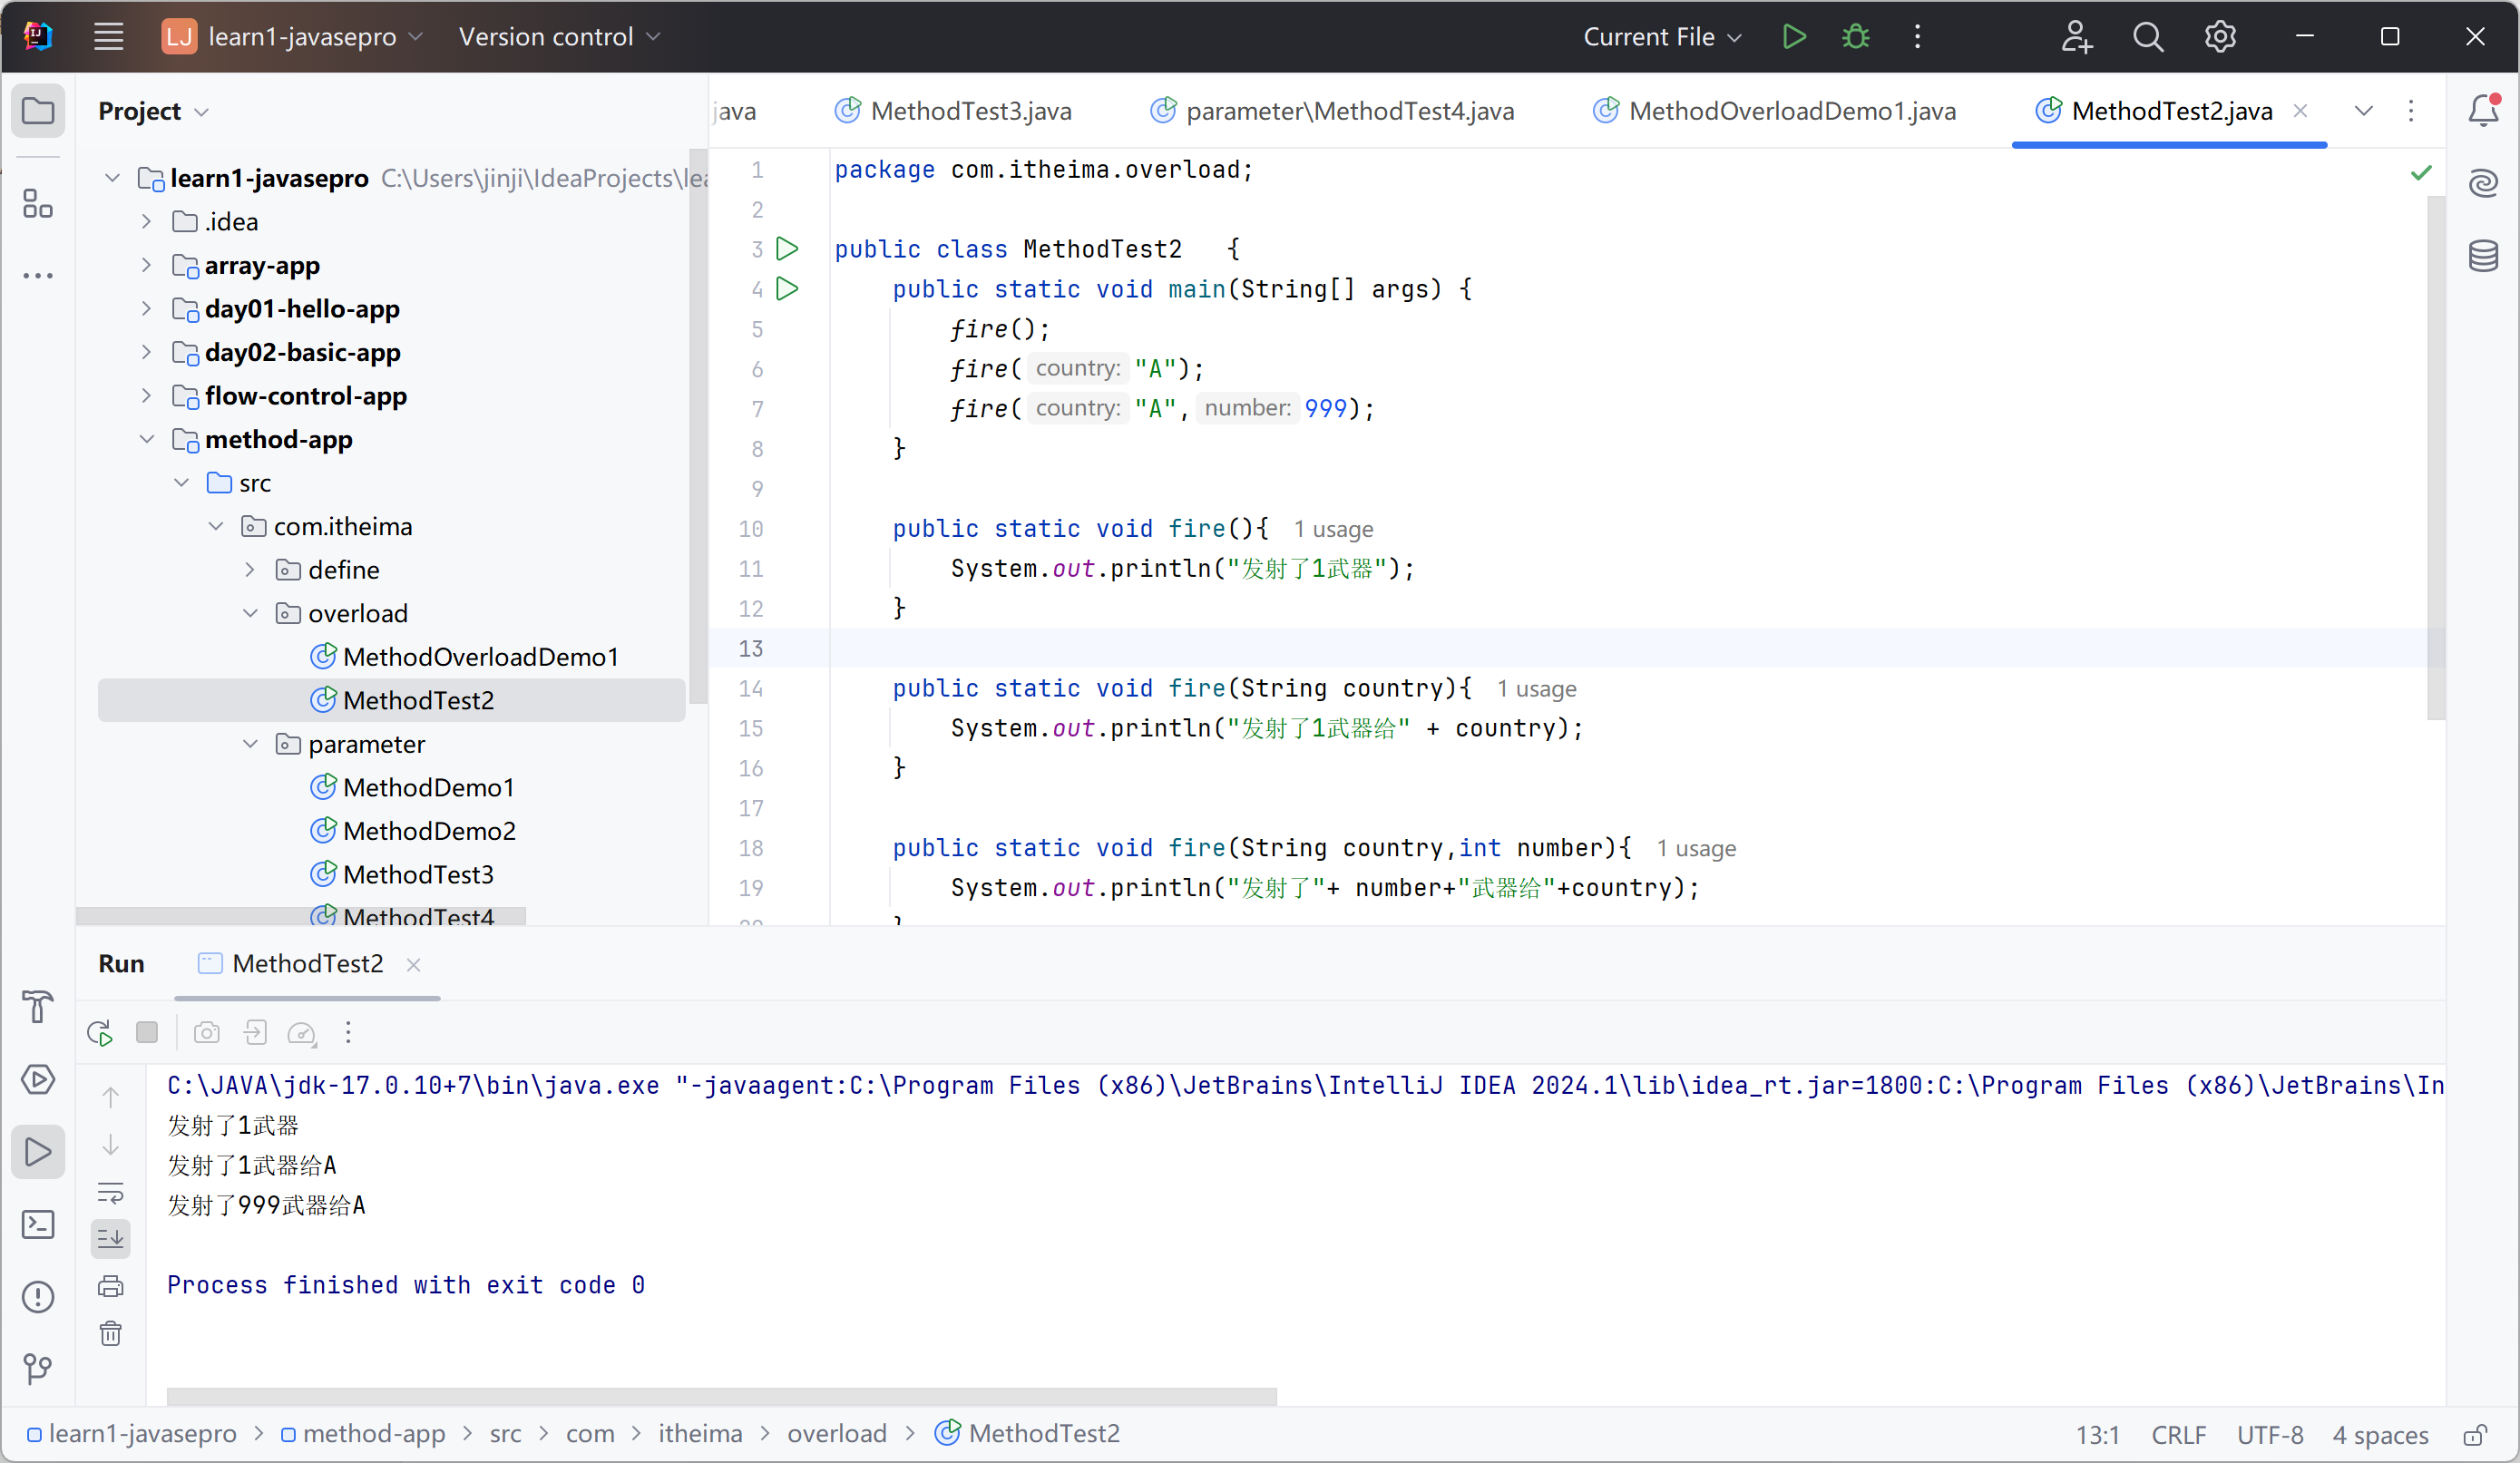 LJ learn1-javasepro Version control Current File
Project
java MethodTest3.java parameter\MethodTest4.java MethodOverloadDemo1.java MethodTest2.java
learn1-javasepro C:\Users\jinji\IdeaProjects\lea
.idea
array-app
day01-hello-app
day02-basic-app
flow-control-app
method-app
src
com.itheima
define
overload
MethodOverloadDemo1
MethodTest2
parameter
MethodDemo1
MethodDemo2
MethodTest3
MethodTest4
1 package com.itheima.overload;
2
3 public class MethodTest2 {
4 public static void main(String[] args) {
5 fire();
6 fire( country: "A");
7 fire( country: "A", number: 999);
8 }
9
10 public static void fire(){ 1 usage
11 System.out.println("发射了1武器");
12 }
13
14 public static void fire(String country){ 1 usage
15 System.out.println("发射了1武器给" + country);
16 }
17
18 public static void fire(String country,int number){ 1 usage
19 System.out.println("发射了"+ number+"武器给"+country);
20 }
Run MethodTest2
C:\JAVA\jdk-17.0.10+7\bin\java.exe "-javaagent:C:\Program Files (x86)\JetBrains\IntelliJ IDEA 2024.1\lib\idea_rt.jar=1800:C:\Program Files (x86)\JetBrains\In
发射了1武器
发射了1武器给A
发射了999武器给A
Process finished with exit code 0
learn1-javasepro > method-app > src > com > itheima > overload > MethodTest2 13:1 CRLF UTF-8 4 spaces